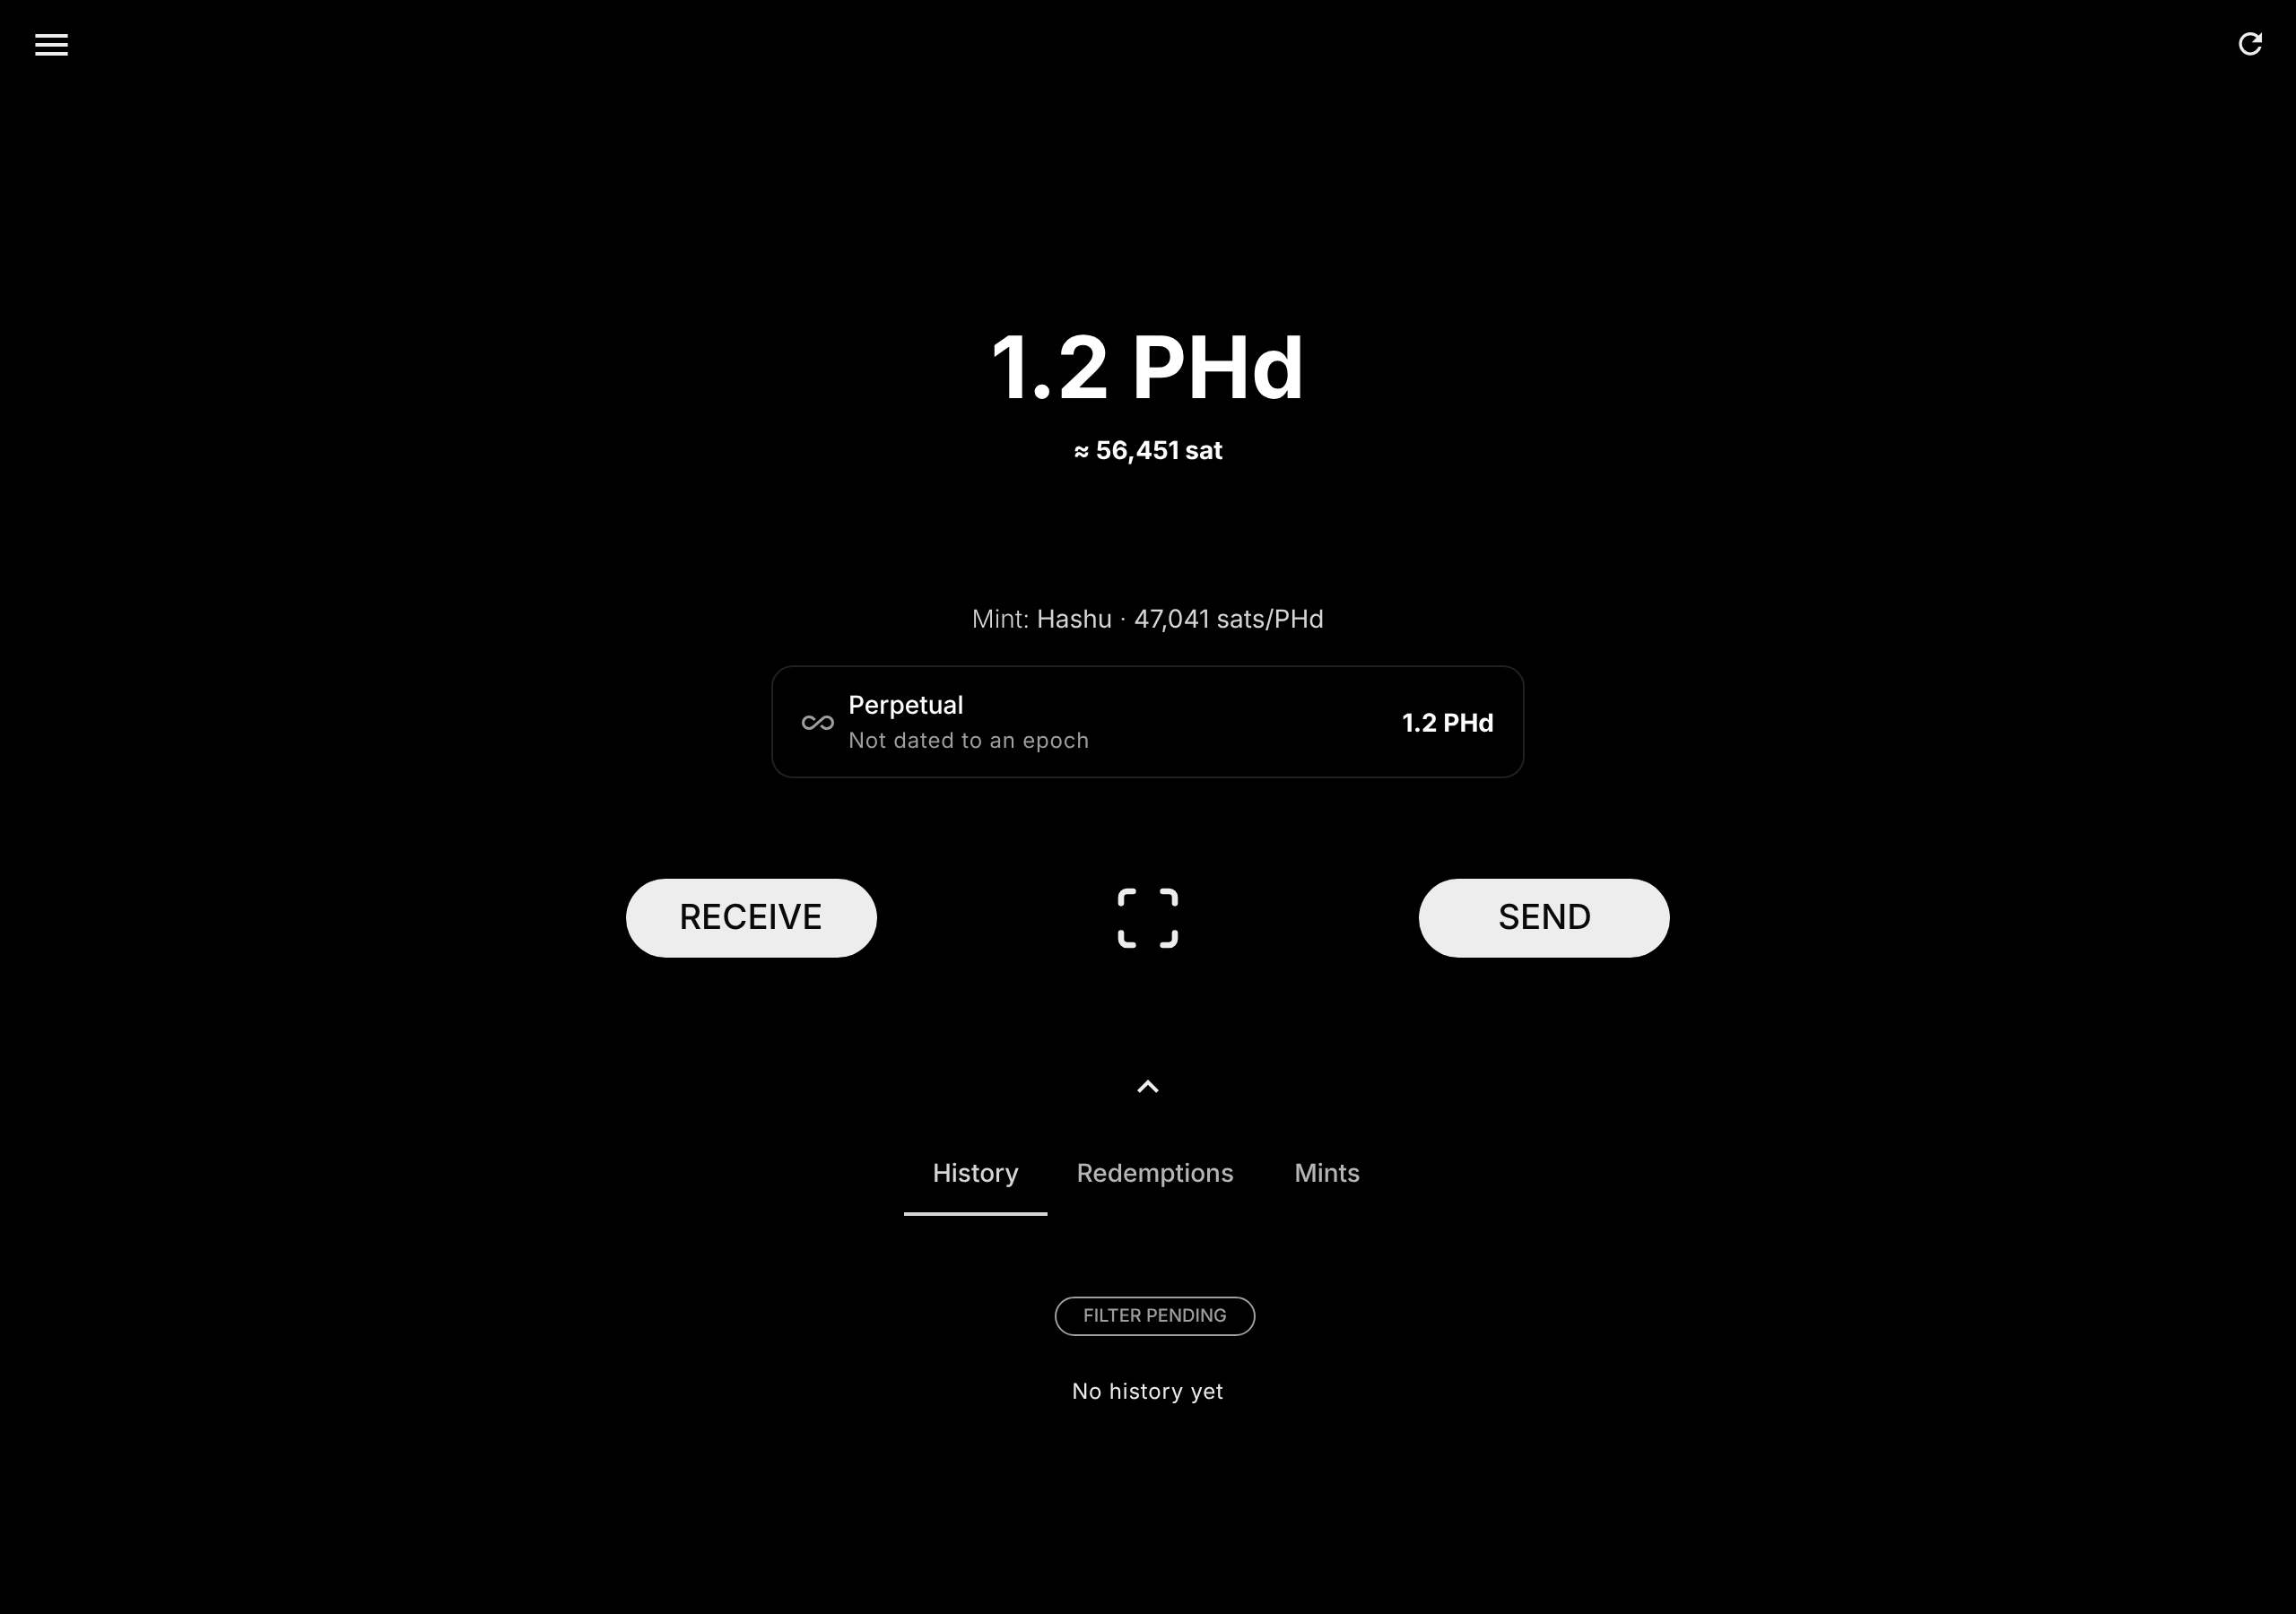 1.2 PHd
≈ 56,451 sat
Mint: Hashu · 47,041 sats/PHd
Perpetual
Not dated to an epoch
1.2 PHd
RECEIVE
SEND
History Redemptions Mints
FILTER PENDING
No history yet